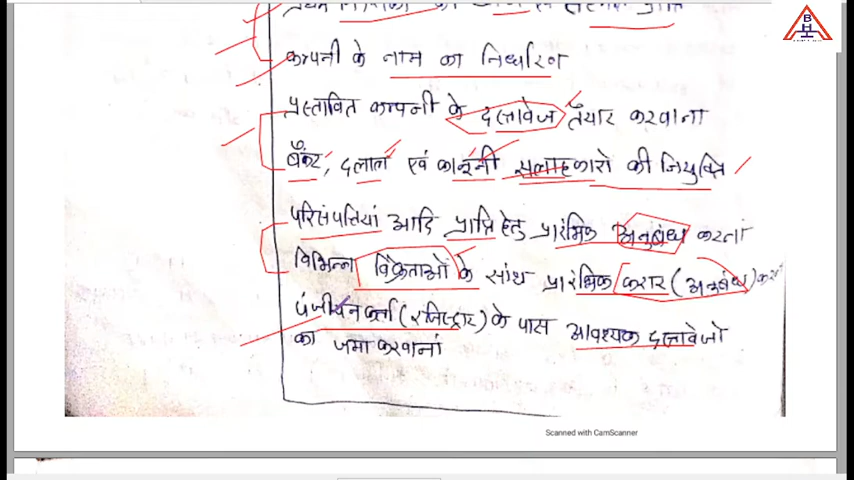 कम्पनी के नाम का निर्धारण
प्रस्तावित कम्पनी के दस्तावेज तैयार करवाना
बैंकर, दलाल एवं कानूनी सलाहकारो की नियुक्ति
परिसंपत्तियां आदि प्राप्ति हेतु प्रारंभिक अनुबंध करना
विभिन्न विक्रेताओं के साथ प्रारंभिक करार (अनुबंध)
पंजीयनकर्त्ता (रजिस्ट्रार) के पास आवश्यक दस्तावेजो
का जमा करवानां
Scanned with CamScanner
B
H